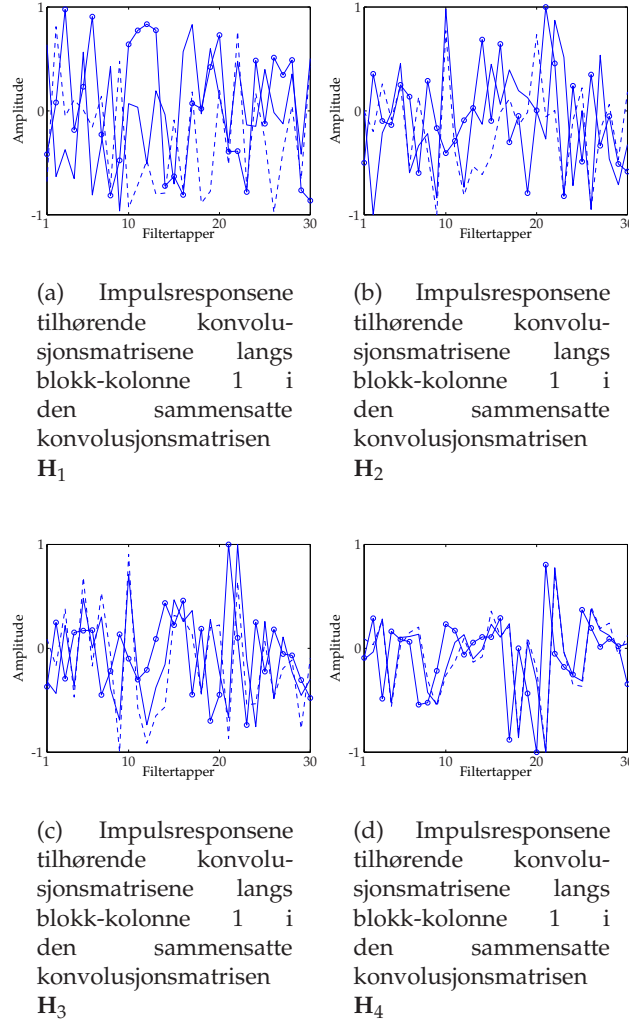 1
0
-1
Amplitude
1 10 20 30
Filtertapper
1
0
-1
Amplitude
1 10 20 30
Filtertapper
(a) Impulsresponsene
tilhørende konvolu-
sjonsmatrisene langs
blokk-kolonne 1 i
den sammensatte
konvolusjonsmatrisen
H1
(b) Impulsresponsene
tilhørende konvolu-
sjonsmatrisene langs
blokk-kolonne 1 i
den sammensatte
konvolusjonsmatrisen
H2
1
0
-1
Amplitude
1 10 20 30
Filtertapper
1
0
-1
Amplitude
1 10 20 30
Filtertapper
(c) Impulsresponsene
tilhørende konvolu-
sjonsmatrisene langs
blokk-kolonne 1 i
den sammensatte
konvolusjonsmatrisen
H3
(d) Impulsresponsene
tilhørende konvolu-
sjonsmatrisene langs
blokk-kolonne 1 i
den sammensatte
konvolusjonsmatrisen
H4